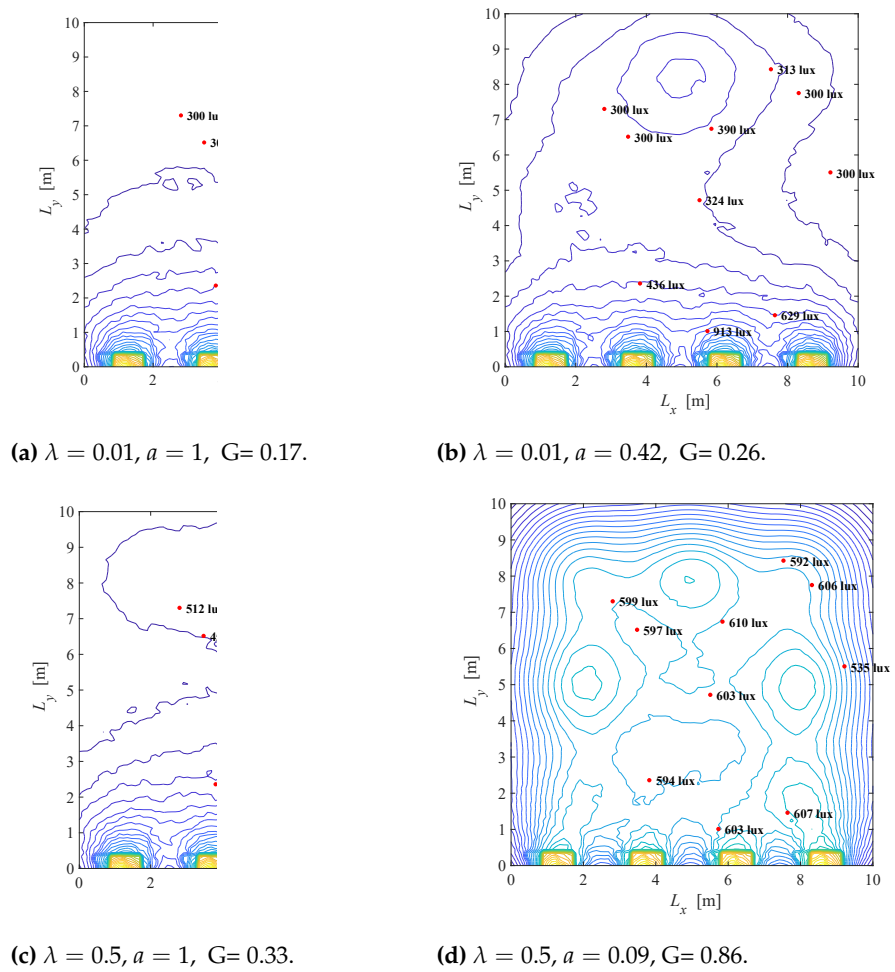 10
9
8
7
6
5
4
3
2
1
0
L_y [m]
0
2
300 lu
30
10
9
8
7
6
5
4
3
2
1
0
L_y [m]
0
2
4
6
8
10
L_x [m]
313 lux
300 lux
300 lux
390 lux
300 lux
300 lux
324 lux
436 lux
629 lux
913 lux
(a) λ = 0.01, a = 1, G= 0.17.
(b) λ = 0.01, a = 0.42, G= 0.26.
10
9
8
7
6
5
4
3
2
1
0
L_y [m]
2
512 lu
4
10
9
8
7
6
5
4
3
2
1
0
L_y [m]
0
2
4
6
8
10
L_x [m]
592 lux
606 lux
599 lux
610 lux
597 lux
535 lux
603 lux
594 lux
607 lux
603 lux
(c) λ = 0.5, a = 1, G= 0.33.
(d) λ = 0.5, a = 0.09, G= 0.86.